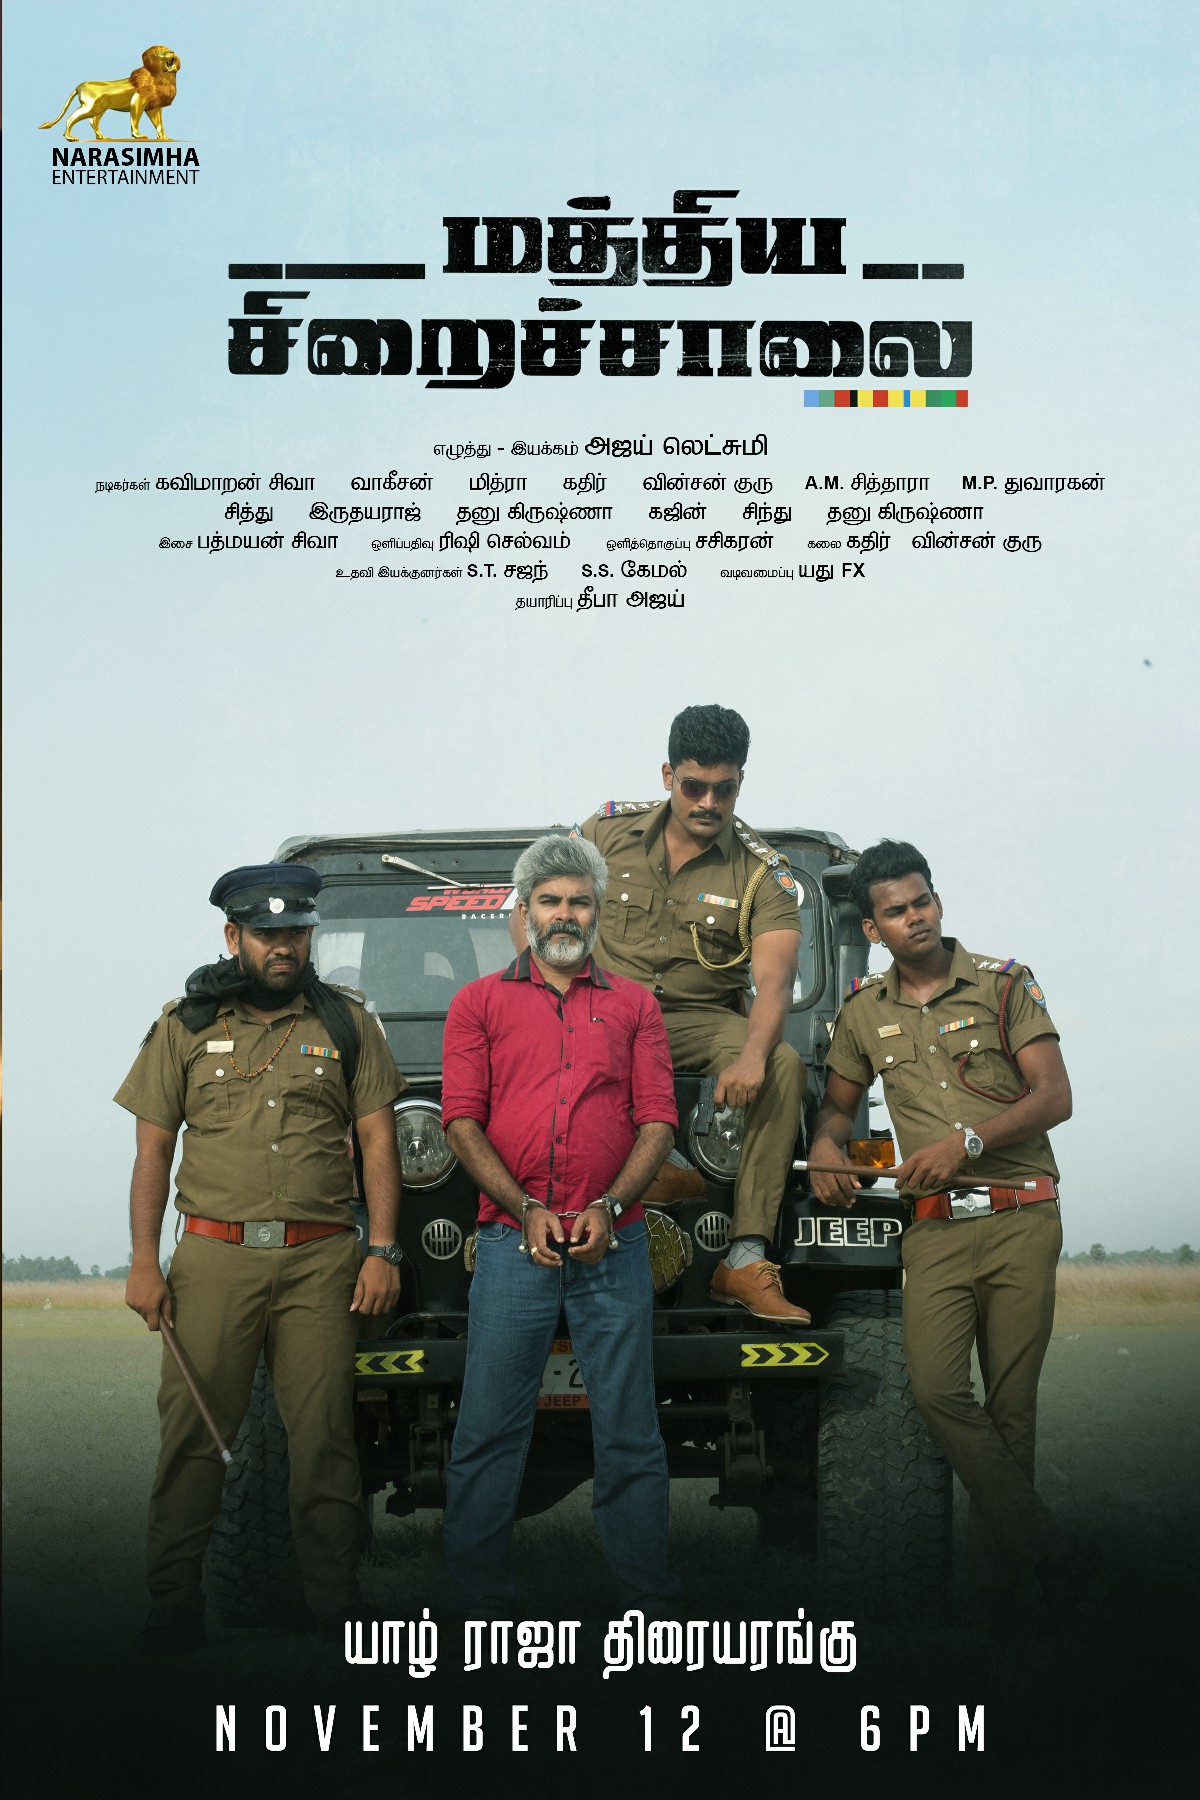 NARASIMHA
ENTERTAINMENT
மத்திய
சிறைச்சாலை
எழுத்து - இயக்கம் அஜய் லெட்சுமி
நடிகர்கள் கவிமாறன் சிவா வாகீசன் மித்ரா கதிர் வின்சன் குரு A.M. சித்தாரா M.P. துவாரகன்
சித்து இருதயராஜ் தனு கிருஷ்ணா கஜின் சிந்து தனு கிருஷ்ணா
இசை பத்மயன் சிவா ஒளிப்பதிவு ரிஷி செல்வம் ஒளித்தொகுப்பு சசிகரன் கலை கதிர் வின்சன் குரு
உதவி இயக்குனர்கள் S.T. சஜந் S.S. கேமல் வடிவமைப்பு யது FX
தயாரிப்பு தீபா அஜய்
SPEED
RACERS
JEEP
JEEP
யாழ் ராஜா திரையரங்கு
NOVEMBER 12 @ 6PM